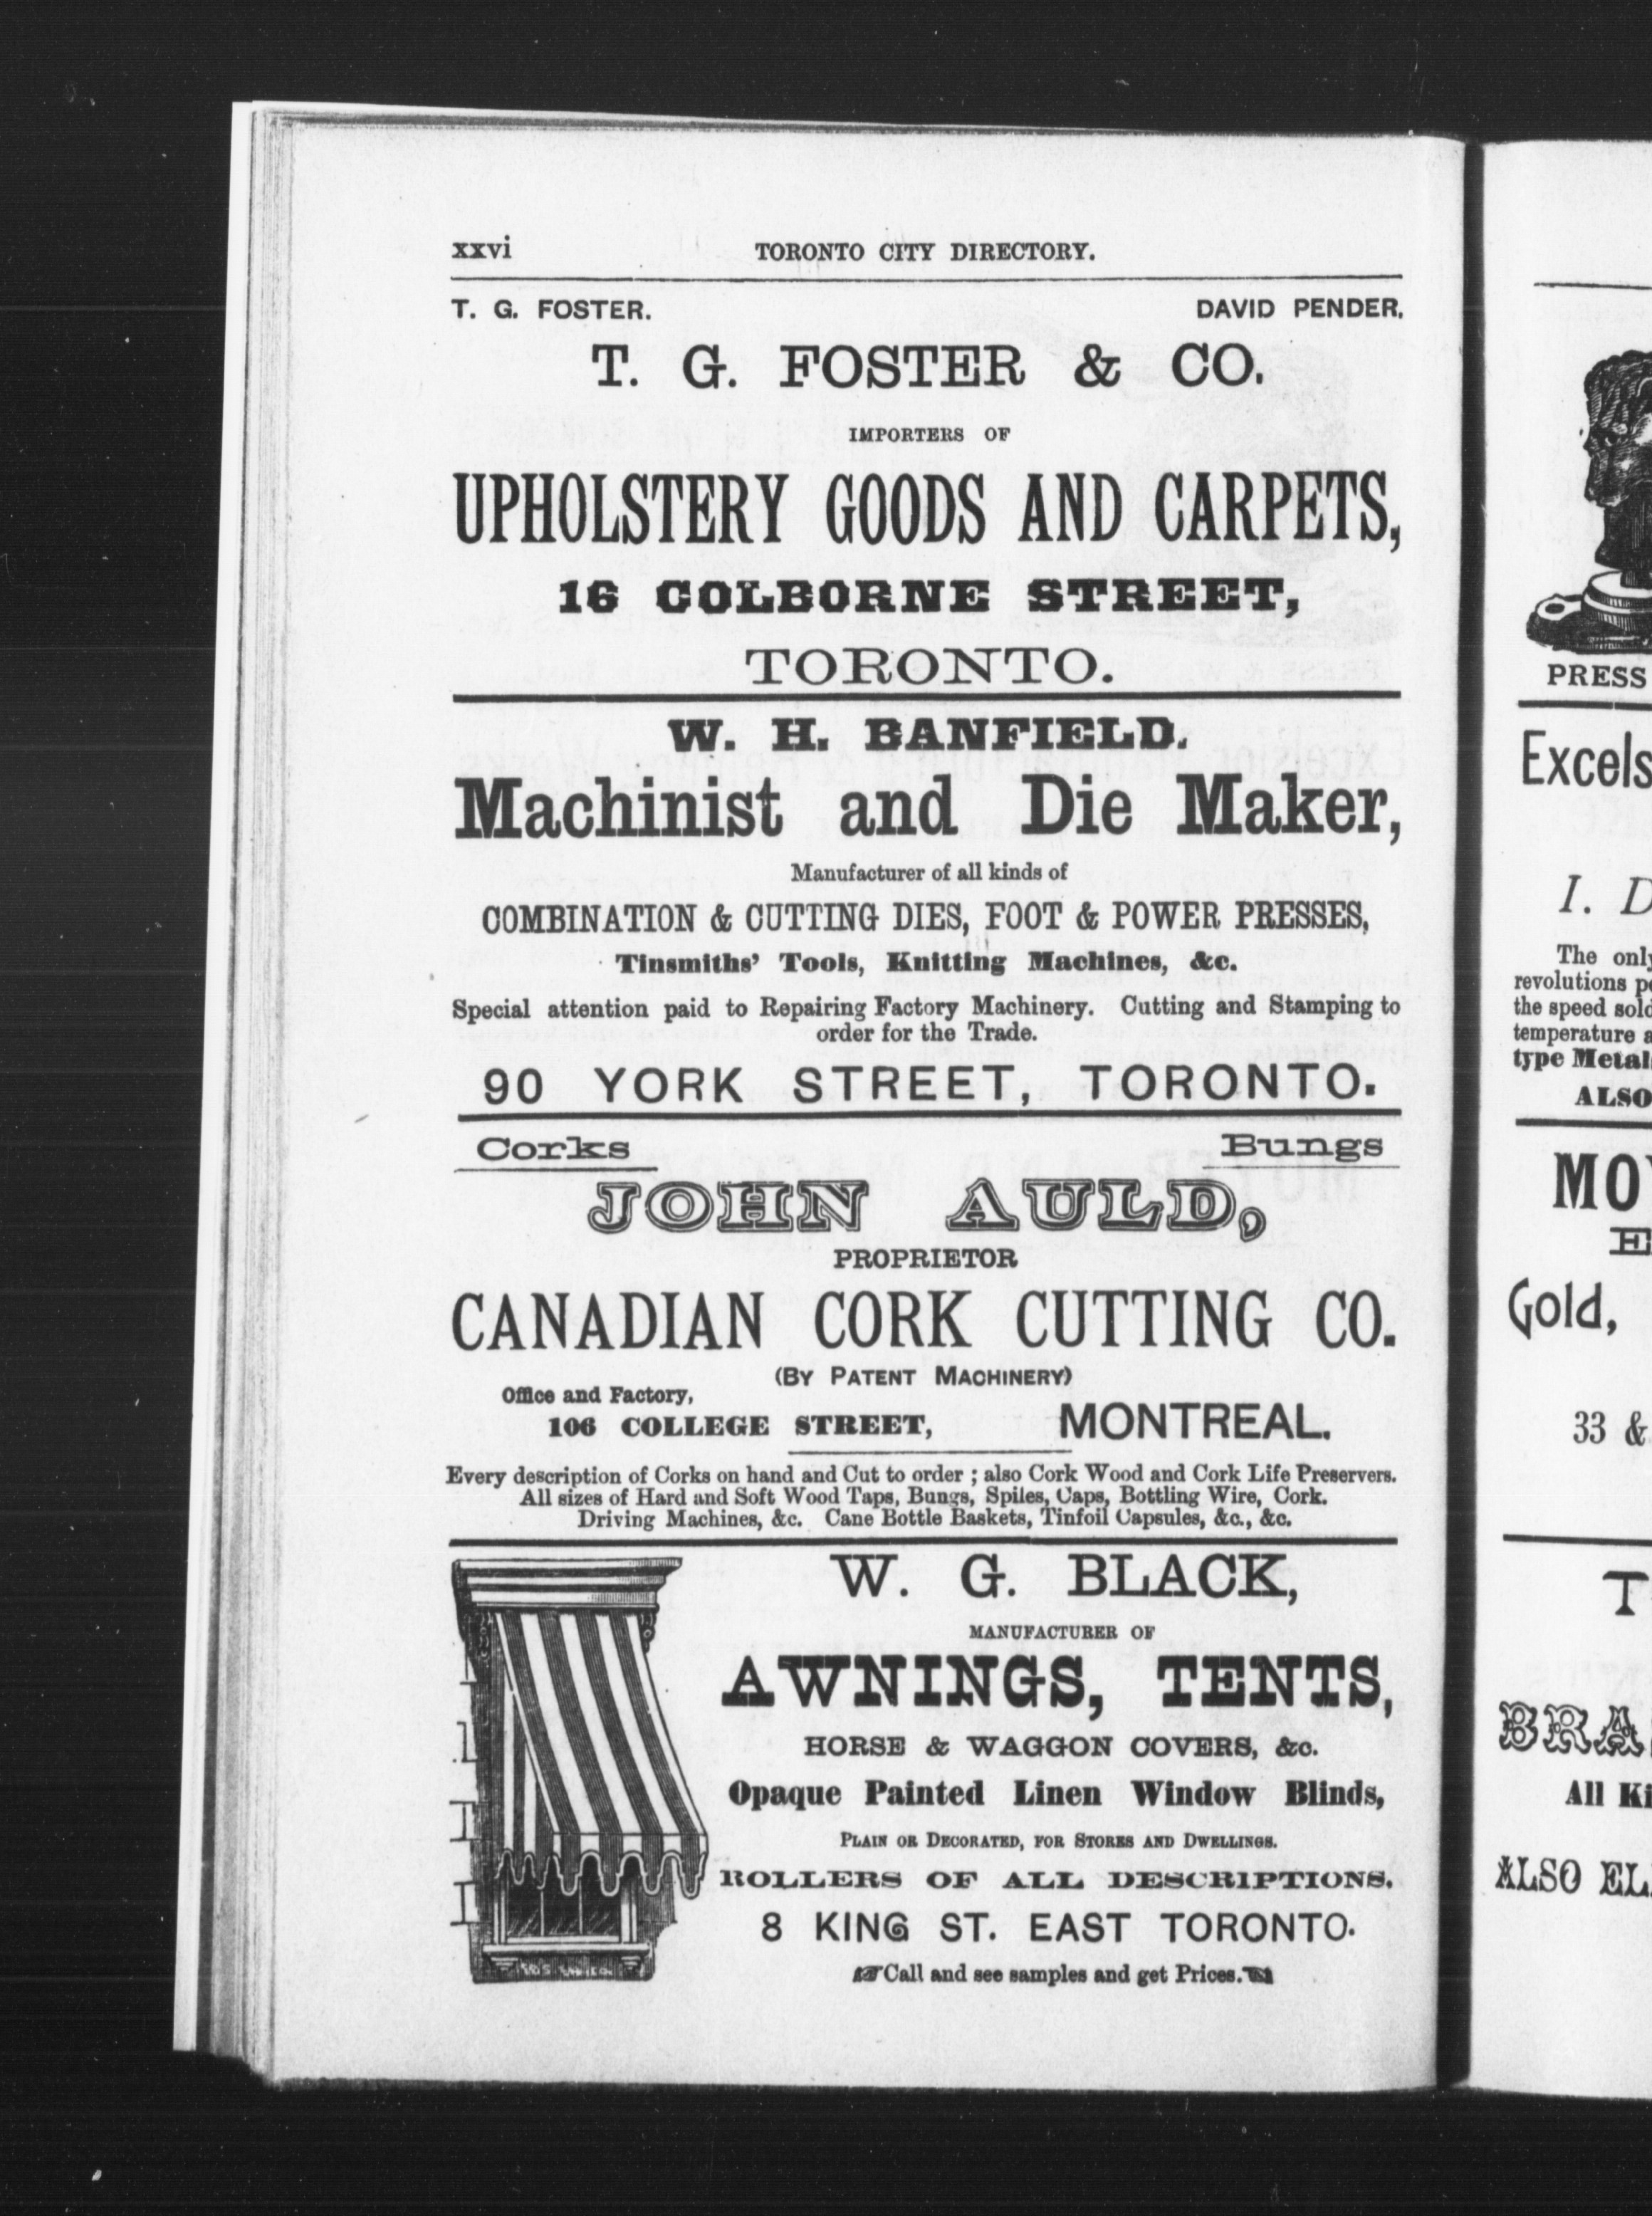 xxvi TORONTO CITY DIRECTORY.
T. G. FOSTER. DAVID PENDER.
T. G. FOSTER & CO.
IMPORTERS OF
UPHOLSTERY GOODS AND CARPETS,
16 COLBORNE STREET,
TORONTO.
W. H. BANFIELD.
Machinist and Die Maker,
Manufacturer of all kinds of
COMBINATION & CUTTING DIES, FOOT & POWER PRESSES,
Tinsmiths' Tools, Knitting Machines, &c.
Special attention paid to Repairing Factory Machinery. Cutting and Stamping to
order for the Trade.
90 YORK STREET, TORONTO.
Corks Bungs
JOHN AULD,
PROPRIETOR
CANADIAN CORK CUTTING CO.
(BY PATENT MACHINERY)
Office and Factory,
106 COLLEGE STREET, MONTREAL.
Every description of Corks on hand and Cut to order ; also Cork Wood and Cork Life Preservers.
All sizes of Hard and Soft Wood Taps, Bungs, Spiles, Caps, Bottling Wire, Cork.
Driving Machines, &c. Cane Bottle Baskets, Tinfoil Capsules, &c., &c.
W. G. BLACK,
MANUFACTURER OF
AWNINGS, TENTS,
HORSE & WAGGON COVERS, &c.
Opaque Painted Linen Window Blinds,
PLAIN OR DECORATED, FOR STORES AND DWELLINGS.
ROLLERS OF ALL DESCRIPTIONS.
8 KING ST. EAST TORONTO.
☞Call and see samples and get Prices.☜
PRESS
Excels
I. D
The only
revolutions pe
the speed sold
temperature a
type Metal
ALSO
MO
E
Gold,
33 &
T
BRA
All Ki
ALSO EL